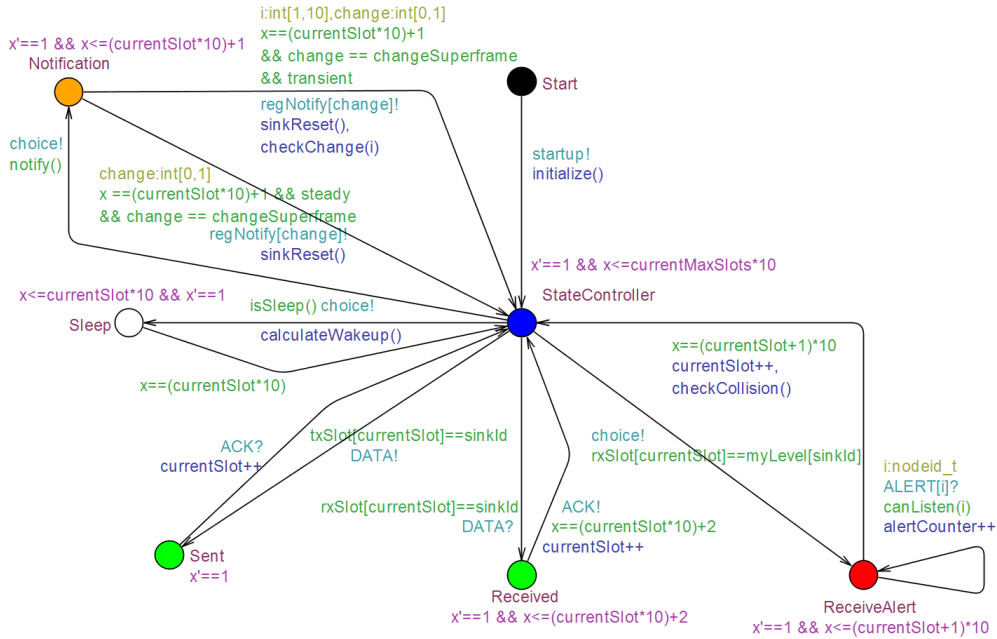 i:int[1,10],change:int[0,1]
x==(currentSlot*10)+1
&& change == changeSuperframe
&& transient
x'==1 && x<=(currentSlot*10)+1
Notification
Start
regNotify[change]!
sinkReset(),
checkChange(i)
choice!
notify()
startup!
initialize()
change:int[0,1]
x ==(currentSlot*10)+1 && steady
&& change == changeSuperframe
regNotify[change]!
sinkReset()
x'==1 && x<=currentMaxSlots*10
StateController
x<=currentSlot*10 && x'==1
Sleep
isSleep() choice!
calculateWakeup()
x==(currentSlot*10)
x==(currentSlot+1)*10
currentSlot++,
checkCollision()
txSlot[currentSlot]==sinkId
DATA!
ACK?
currentSlot++
choice!
rxSlot[currentSlot]==myLevel[sinkId]
i:nodeid_t
ALERT[i]?
canListen(i)
alertCounter++
rxSlot[currentSlot]==sinkId
DATA?
ACK!
x==(currentSlot*10)+2
currentSlot++
Sent
x'==1
Received
x'==1 && x<=(currentSlot*10)+2
ReceiveAlert
x'==1 && x<=(currentSlot+1)*10